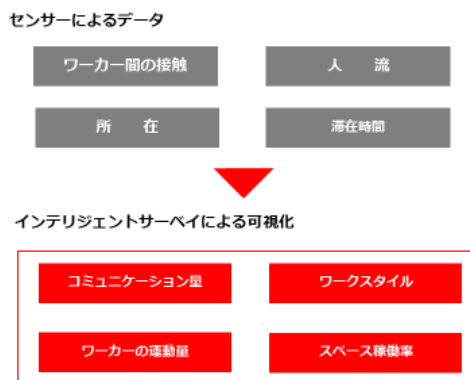 センサーによるデータ
ワーカー間の接触
人 流
所 在
滞在時間
インテリジェントサーベイによる可視化
コミュニケーション量
ワークスタイル
ワーカーの運動量
スペース稼働率